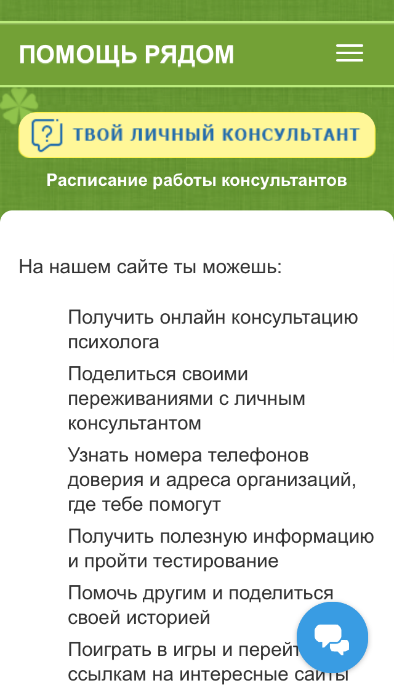 ПОМОЩЬ РЯДОМ
ТВОЙ ЛИЧНЫЙ КОНСУЛЬТАНТ
Расписание работы консультантов
На нашем сайте ты можешь:
Получить онлайн консультацию
психолога
Поделиться своими
переживаниями с личным
консультантом
Узнать номера телефонов
доверия и адреса организаций,
где тебе помогут
Получить полезную информацию
и пройти тестирование
Помочь другим и поделиться
своей историей
Поиграть в игры и
ссылкам на интересные сайты